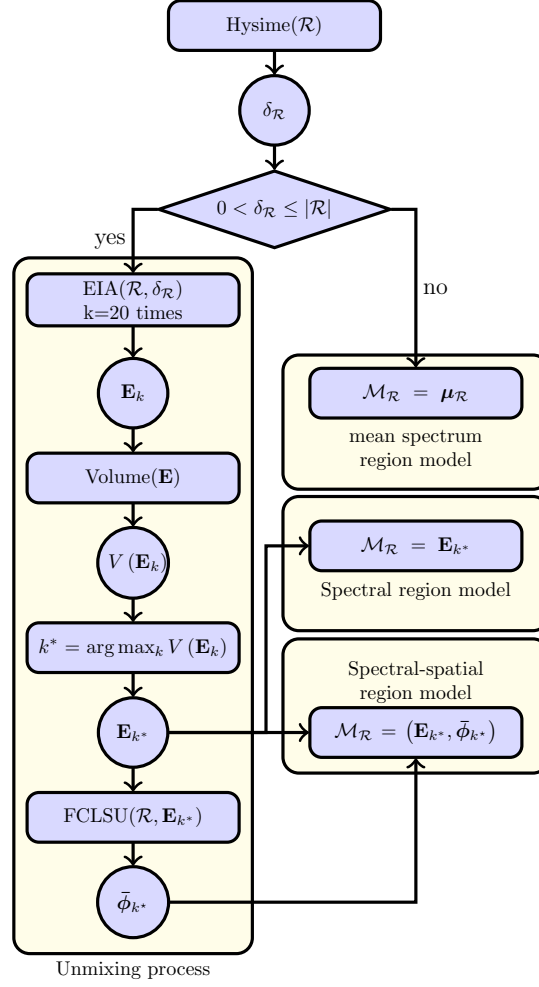 Hysime(ℛ)
δ_ℛ
0 < δ_ℛ ≤ |ℛ|
yes
no
EIA(ℛ, δ_ℛ)
k=20 times
𝐄_k
Volume(𝐄)
V (𝐄_k)
k* = arg max_k V (𝐄_k)
𝐄_{k*}
FCLSU(ℛ, 𝐄_{k*})
ϕ̄_{k⋆}
Unmixing process
ℳ_ℛ = μ_ℛ
mean spectrum
region model
ℳ_ℛ = 𝐄_{k*}
Spectral region model
Spectral-spatial
region model
ℳ_ℛ = (𝐄_{k*}, ϕ̄_{k⋆})